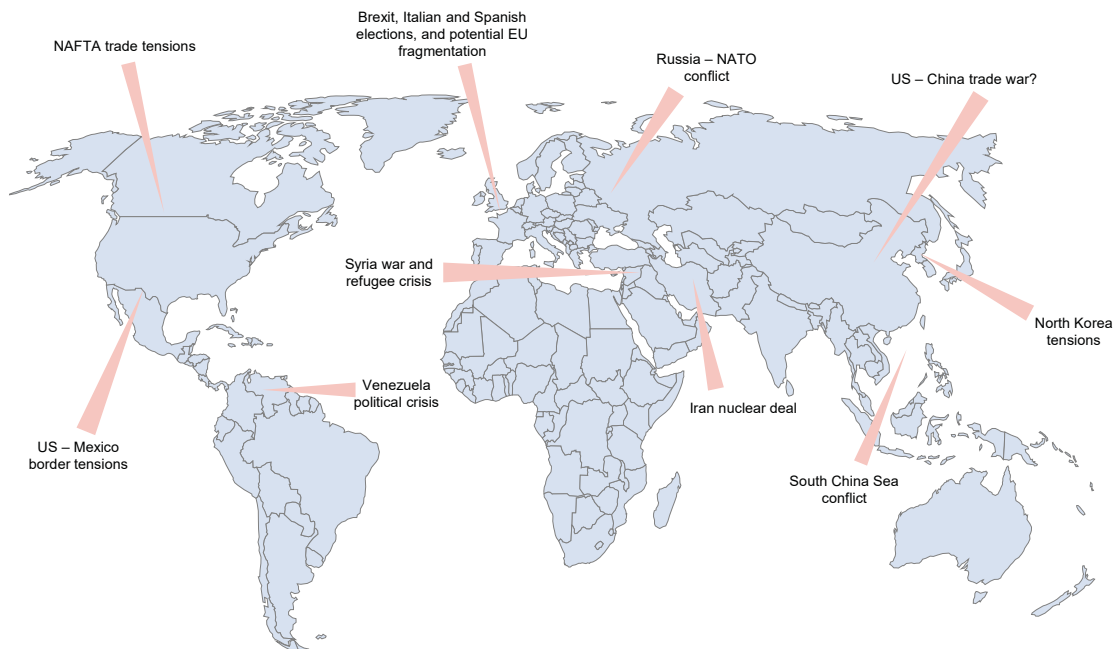 Brexit, Italian and Spanish
elections, and potential EU
fragmentation
NAFTA trade tensions
Russia – NATO
conflict
US – China trade war?
Syria war and
refugee crisis
North Korea
tensions
Venezuela
political crisis
Iran nuclear deal
US – Mexico
border tensions
South China Sea
conflict